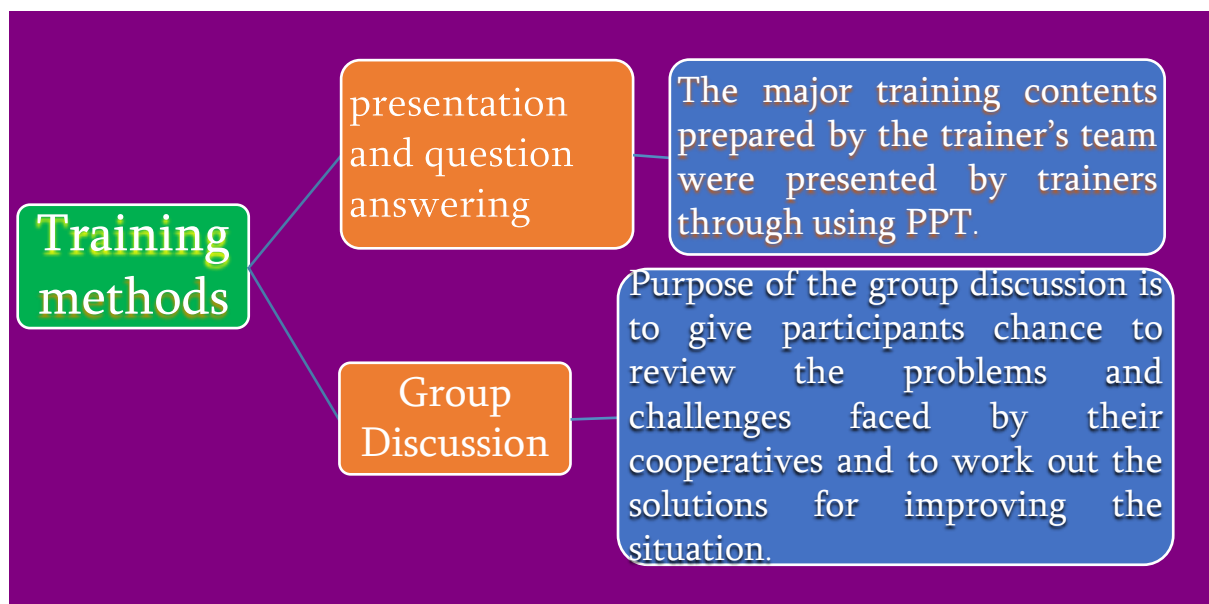 Training
methods
presentation
and question
answering
The major training contents
prepared by the trainer’s team
were presented by trainers
through using PPT.
Group
Discussion
Purpose of the group discussion is
to give participants chance to
review the problems and
challenges faced by their
cooperatives and to work out the
solutions for improving the
situation.